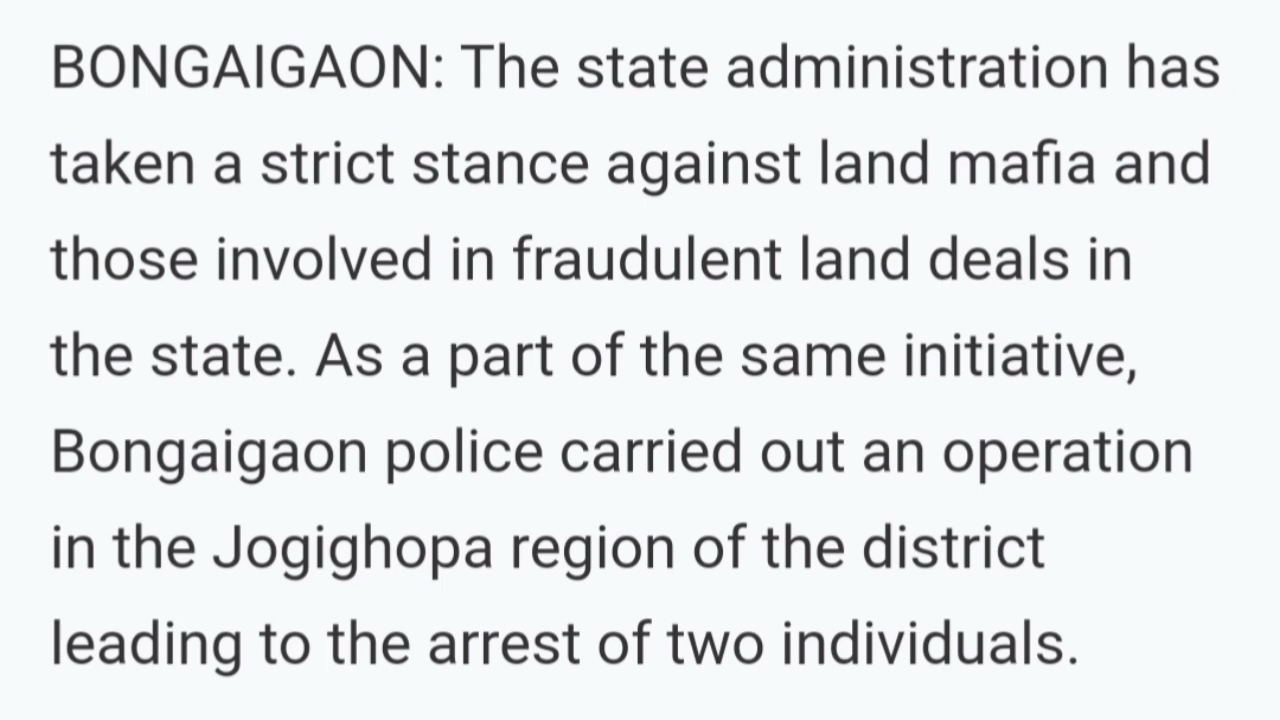 BONGAIGAON: The state administration has
taken a strict stance against land mafia and
those involved in fraudulent land deals in
the state. As a part of the same initiative,
Bongaigaon police carried out an operation
in the Jogighopa region of the district
leading to the arrest of two individuals.